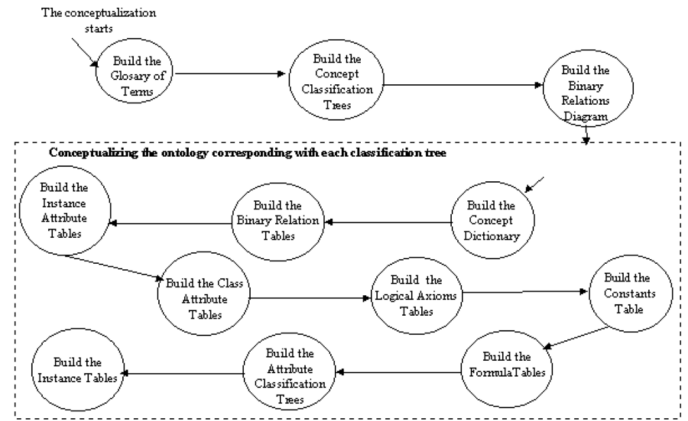 The conceptualization
starts
Build the
Glosary of
Terms
Build the
Concept
Classification
Trees
Build the
Binary
Relations
Diagram
Conceptualizing the ontology corresponding with each classification tree
Build the
Instance
Attribute
Tables
Build the
Binary Relation
Tables
Build the
Concept
Dictionary
Build the Class
Attribute
Tables
Build the
Logical Axioms
Tables
Build the
Constants
Table
Build the
Instance Tables
Build the
Attribute
Classification
Trees
Build the
FormulaTables